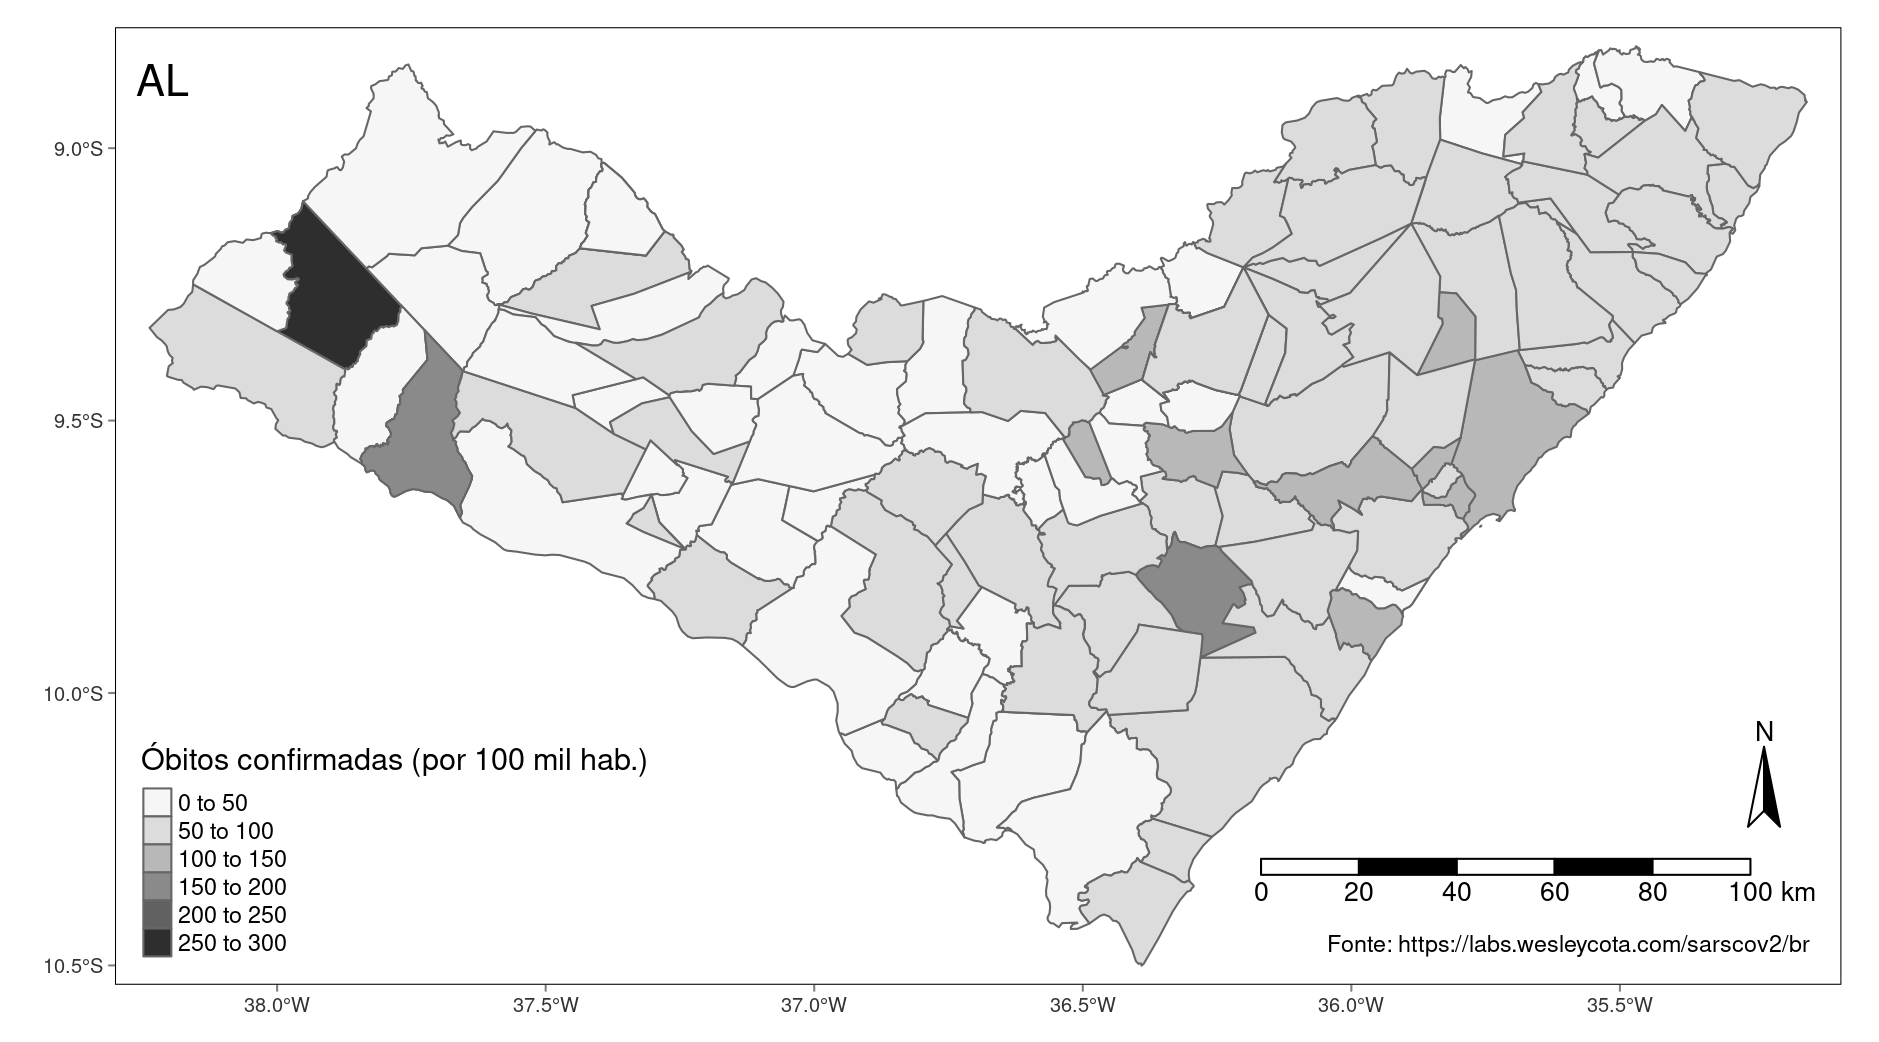 AL
9.0°S
9.5°S
10.0°S
10.5°S
Óbitos confirmadas (por 100 mil hab.)
0 to 50
50 to 100
100 to 150
150 to 200
200 to 250
250 to 300
N
0 20 40 60 80 100 km
Fonte: https://labs.wesleycota.com/sarscov2/br
38.0°W 37.5°W 37.0°W 36.5°W 36.0°W 35.5°W